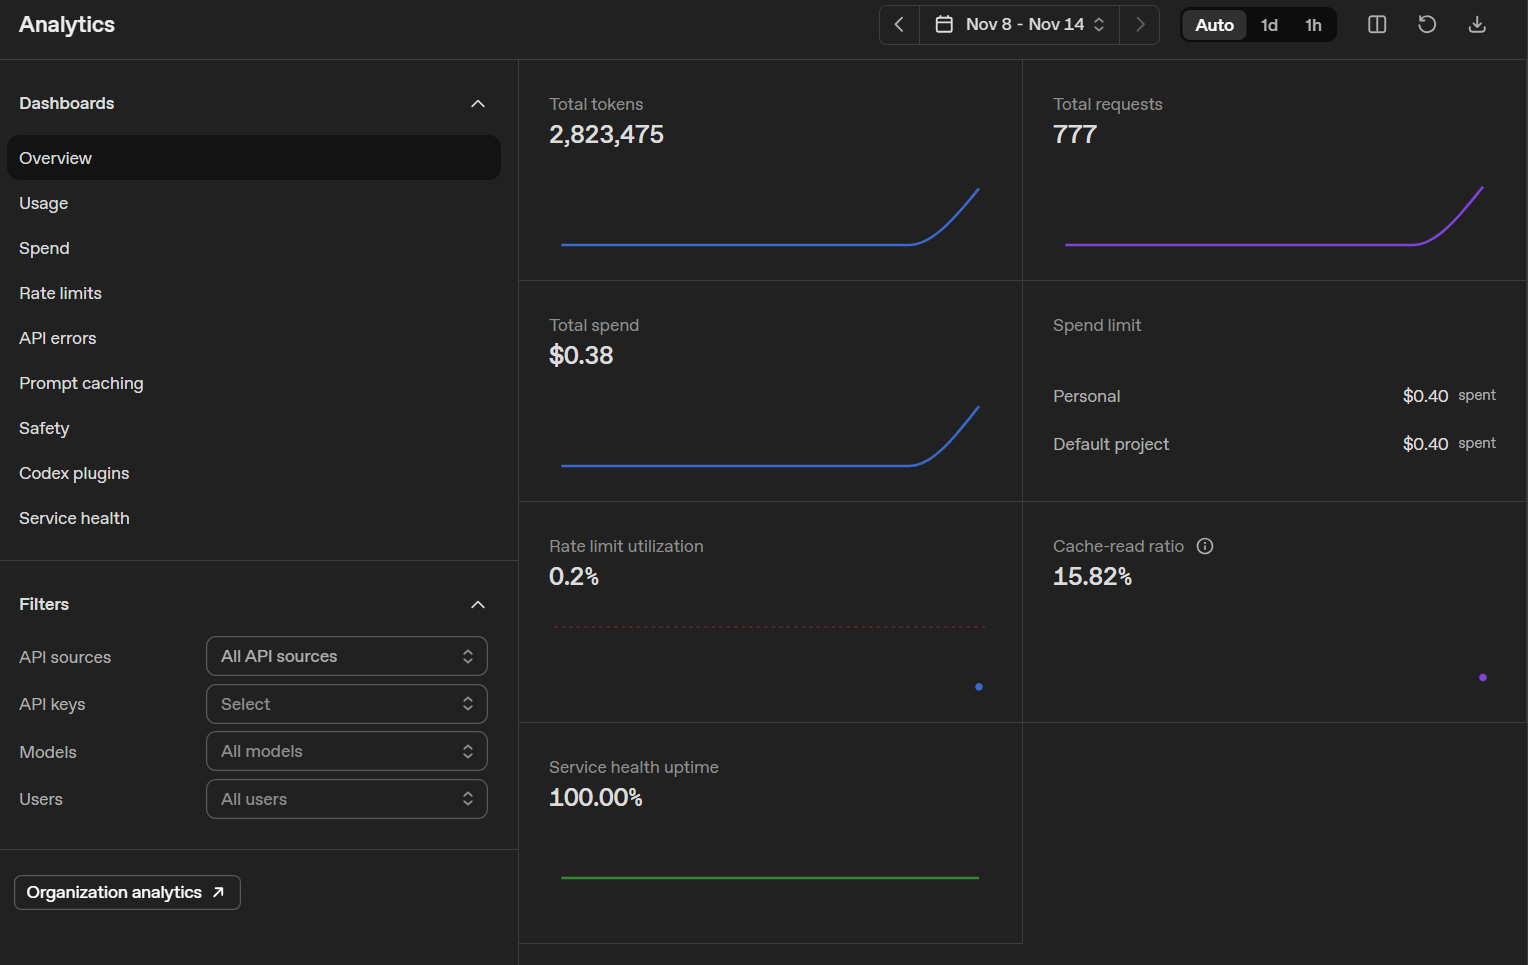 Analytics
Nov 8 - Nov 14
Auto 1d 1h
Dashboards
Overview
Usage
Spend
Rate limits
API errors
Prompt caching
Safety
Codex plugins
Service health
Filters
API sources All API sources
API keys Select
Models All models
Users All users
Organization analytics
Total tokens
2,823,475
Total requests
777
Total spend
$0.38
Spend limit
Personal $0.40 spent
Default project $0.40 spent
Rate limit utilization
0.2%
Cache-read ratio
15.82%
Service health uptime
100.00%